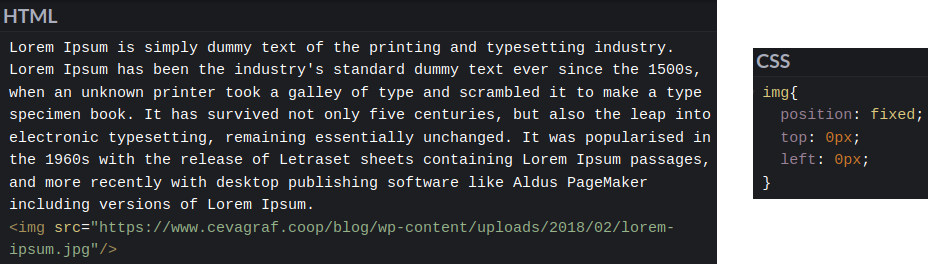 HTML
Lorem Ipsum is simply dummy text of the printing and typesetting industry.
Lorem Ipsum has been the industry's standard dummy text ever since the 1500s,
when an unknown printer took a galley of type and scrambled it to make a type
specimen book. It has survived not only five centuries, but also the leap into
electronic typesetting, remaining essentially unchanged. It was popularised in
the 1960s with the release of Letraset sheets containing Lorem Ipsum passages,
and more recently with desktop publishing software like Aldus PageMaker
including versions of Lorem Ipsum.
<img src="https://www.cevagraf.coop/blog/wp-content/uploads/2018/02/lorem-
ipsum.jpg"/>
CSS
img{
position: fixed;
top: 0px;
left: 0px;
}